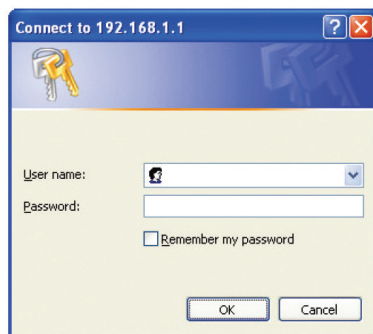 Connect to 192.168.1.1
User name:
Password:
Remember my password
OK
Cancel